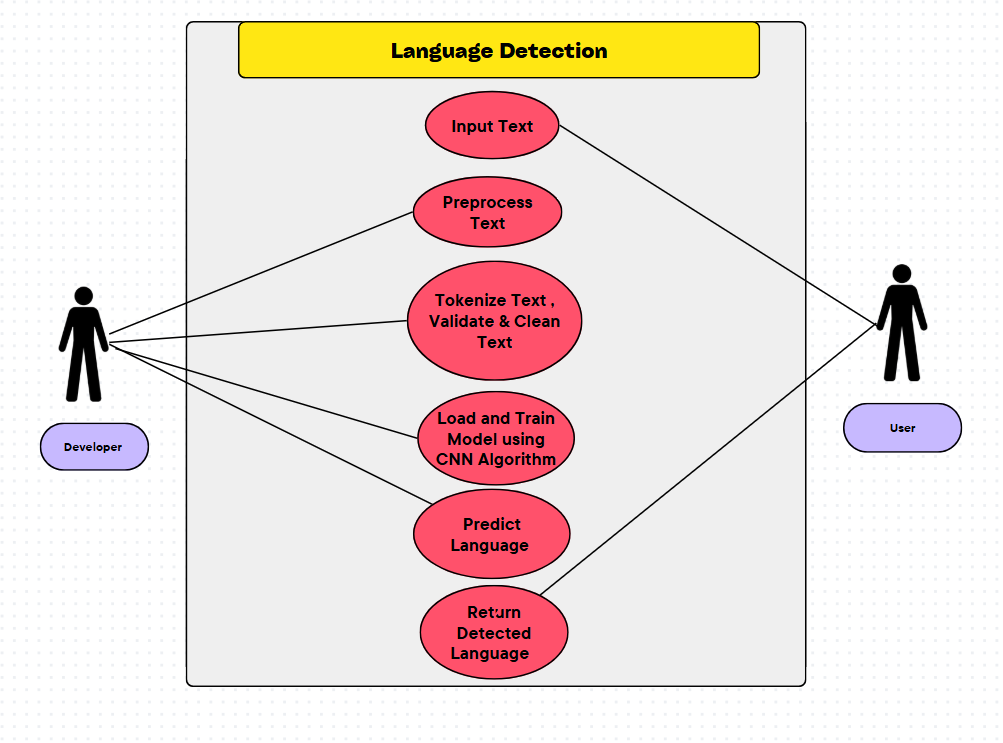 Language Detection
Input Text
Preprocess
Text
Tokenize Text ,
Validate & Clean
Text
Load and Train
Model using
CNN Algorithm
Predict
Language
Return
Detected
Language
Developer
User